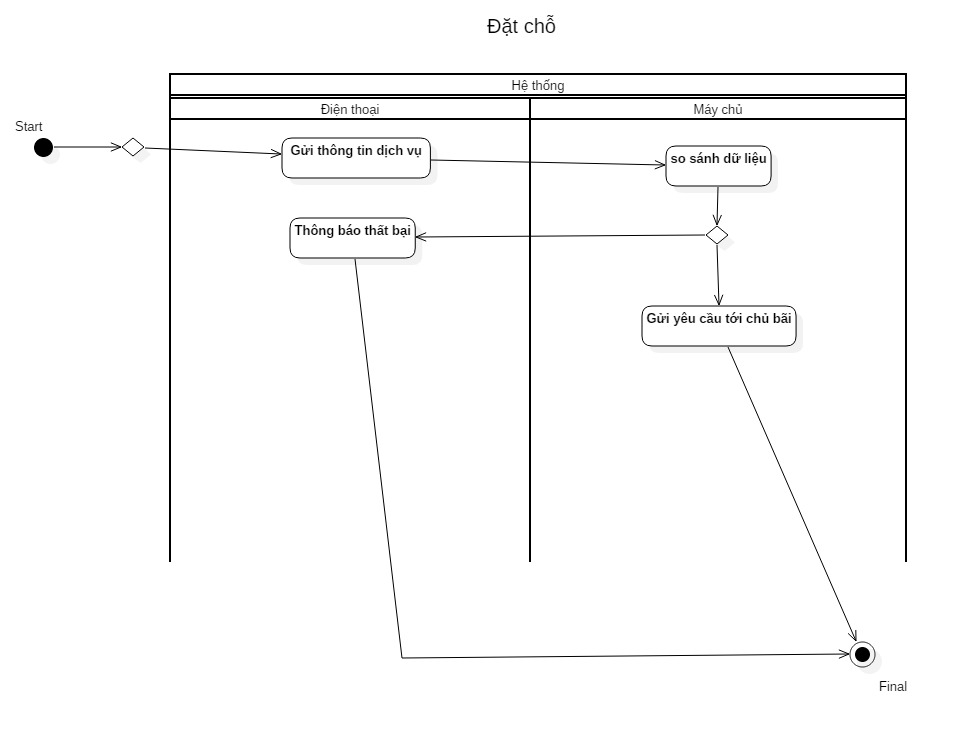 Đặt chỗ
Hệ thống
Điện thoại
Máy chủ
Start
Gửi thông tin dịch vụ
so sánh dữ liệu
Thông báo thất bại
Gửi yêu cầu tới chủ bãi
Final